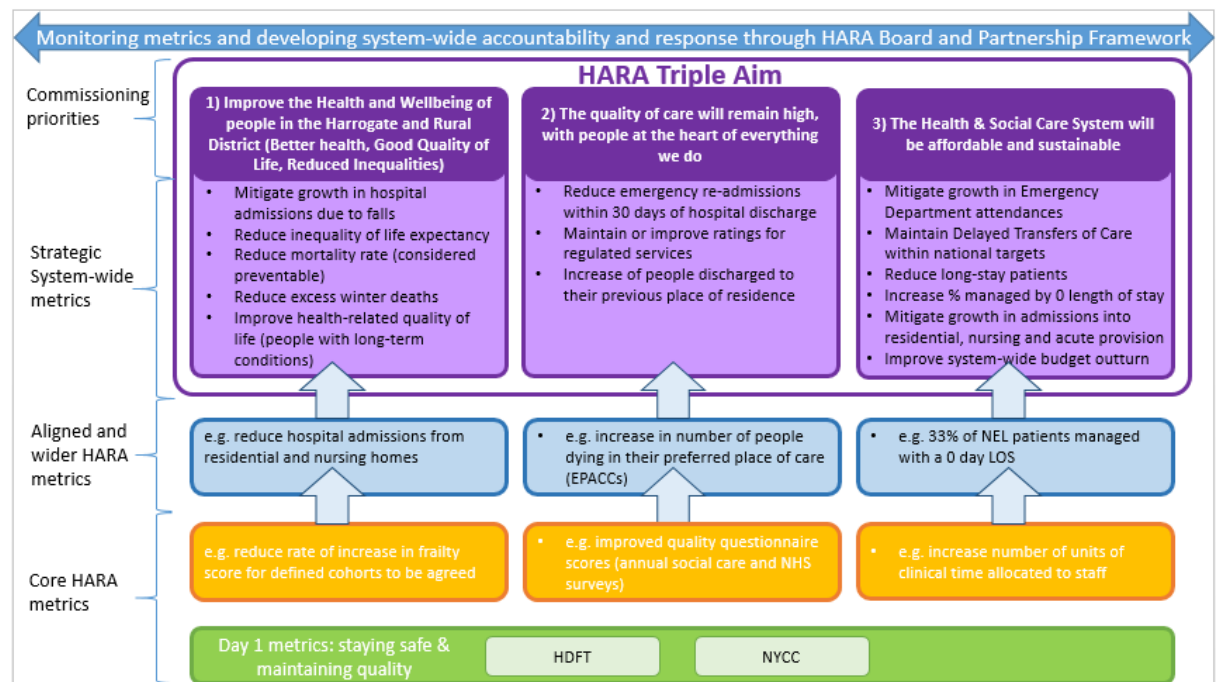 Monitoring metrics and developing system-wide accountability and response through HARA Board and Partnership Framework
HARA Triple Aim
Commissioning
priorities
1) Improve the Health and Wellbeing of
people in the Harrogate and Rural
District (Better health, Good Quality of
Life, Reduced Inequalities)
2) The quality of care will remain high,
with people at the heart of everything
we do
3) The Health & Social Care System will
be affordable and sustainable
Strategic
System-wide
metrics
• Mitigate growth in hospital
admissions due to falls
• Reduce inequality of life expectancy
• Reduce mortality rate (considered
preventable)
• Reduce excess winter deaths
• Improve health-related quality of
life (people with long-term
conditions)
• Reduce emergency re-admissions
within 30 days of hospital discharge
• Maintain or improve ratings for
regulated services
• Increase of people discharged to
their previous place of residence
• Mitigate growth in Emergency
Department attendances
• Maintain Delayed Transfers of Care
within national targets
• Reduce long-stay patients
• Increase % managed by 0 length of stay
• Mitigate growth in admissions into
residential, nursing and acute provision
• Improve system-wide budget outturn
Aligned and
wider HARA
metrics
e.g. reduce hospital admissions from
residential and nursing homes
• e.g. increase in number of people
dying in their preferred place of care
(EPACCs)
• e.g. 33% of NEL patients managed
with a 0 day LOS
Core HARA
metrics
e.g. reduce rate of increase in frailty
score for defined cohorts to be agreed
• e.g. improved quality questionnaire
scores (annual social care and NHS
surveys)
• e.g. increase number of units of
clinical time allocated to staff
Day 1 metrics: staying safe &
maintaining quality
HDFT
NYCC